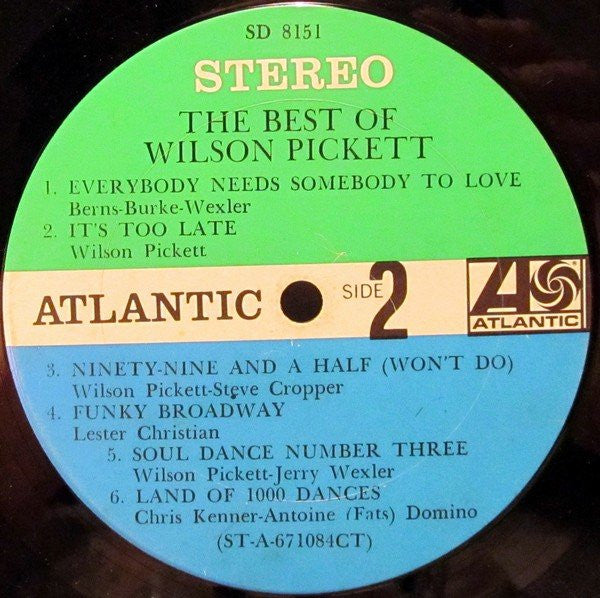 SD 8151
STEREO
THE BEST OF
WILSON PICKETT
1. EVERYBODY NEEDS SOMEBODY TO LOVE
Berns-Burke-Wexler
2. IT'S TOO LATE
Wilson Pickett
ATLANTIC SIDE 2 ATLANTIC
3. NINETY-NINE AND A HALF (WON'T DO)
Wilson Pickett-Steve Cropper
4. FUNKY BROADWAY
Lester Christian
5. SOUL DANCE NUMBER THREE
Wilson Pickett-Jerry Wexler
6. LAND OF 1000 DANCES
Chris Kenner-Antoine (Fats) Domino
(ST-A-671084CT)